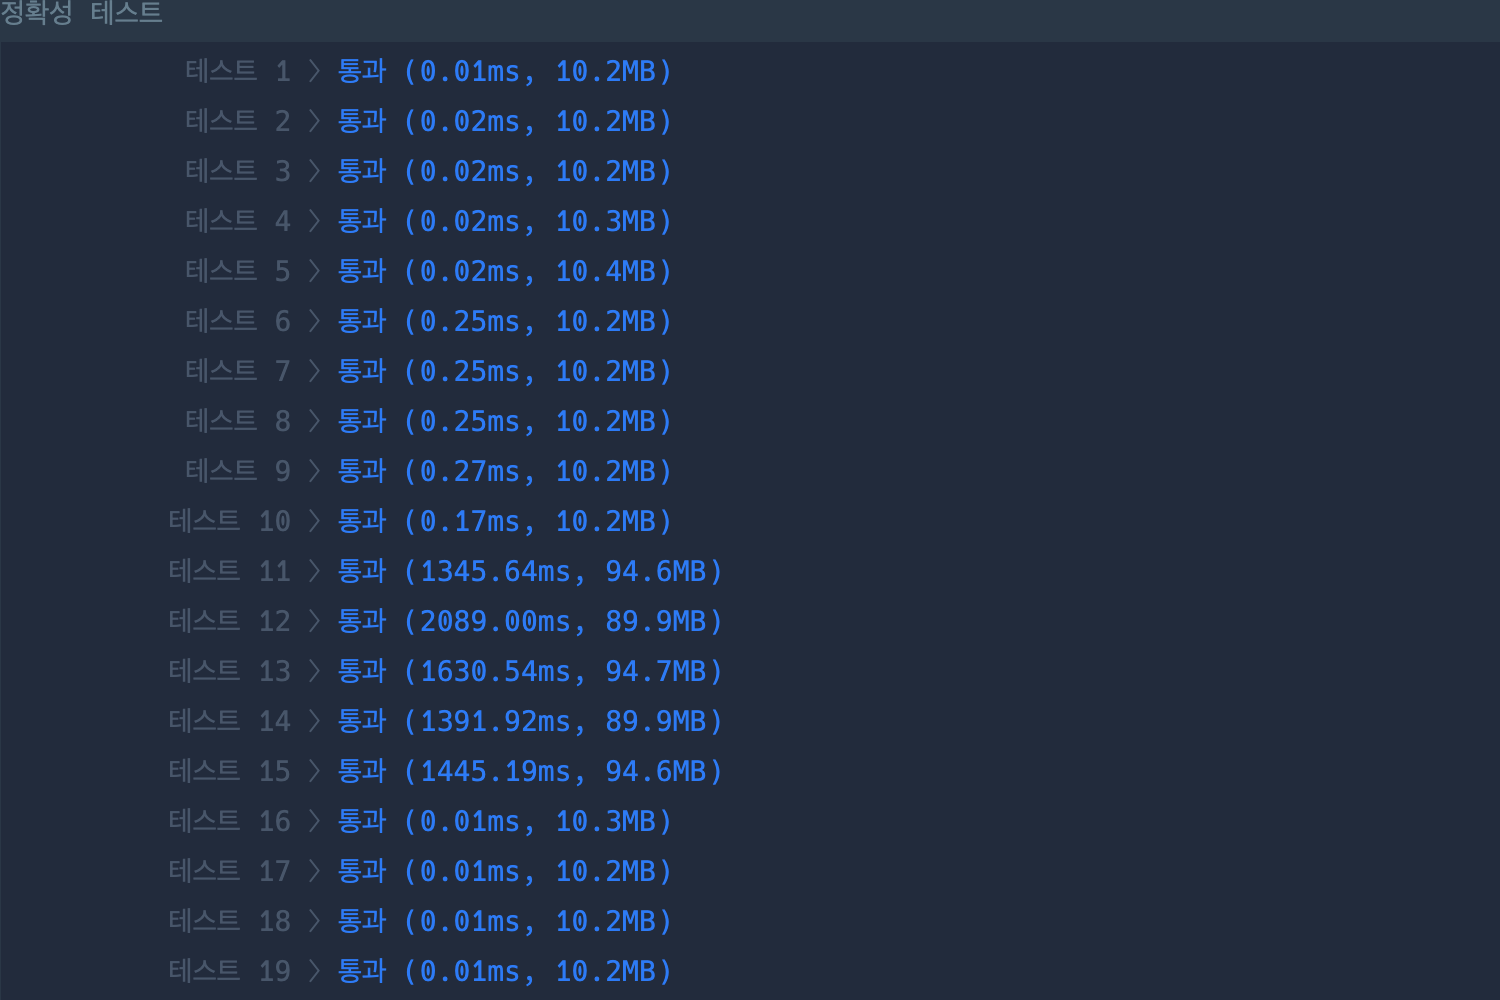 정확성 테스트
테스트 1 〉 통과 (0.01ms, 10.2MB)
테스트 2 〉 통과 (0.02ms, 10.2MB)
테스트 3 〉 통과 (0.02ms, 10.2MB)
테스트 4 〉 통과 (0.02ms, 10.3MB)
테스트 5 〉 통과 (0.02ms, 10.4MB)
테스트 6 〉 통과 (0.25ms, 10.2MB)
테스트 7 〉 통과 (0.25ms, 10.2MB)
테스트 8 〉 통과 (0.25ms, 10.2MB)
테스트 9 〉 통과 (0.27ms, 10.2MB)
테스트 10 〉 통과 (0.17ms, 10.2MB)
테스트 11 〉 통과 (1345.64ms, 94.6MB)
테스트 12 〉 통과 (2089.00ms, 89.9MB)
테스트 13 〉 통과 (1630.54ms, 94.7MB)
테스트 14 〉 통과 (1391.92ms, 89.9MB)
테스트 15 〉 통과 (1445.19ms, 94.6MB)
테스트 16 〉 통과 (0.01ms, 10.3MB)
테스트 17 〉 통과 (0.01ms, 10.2MB)
테스트 18 〉 통과 (0.01ms, 10.2MB)
테스트 19 〉 통과 (0.01ms, 10.2MB)